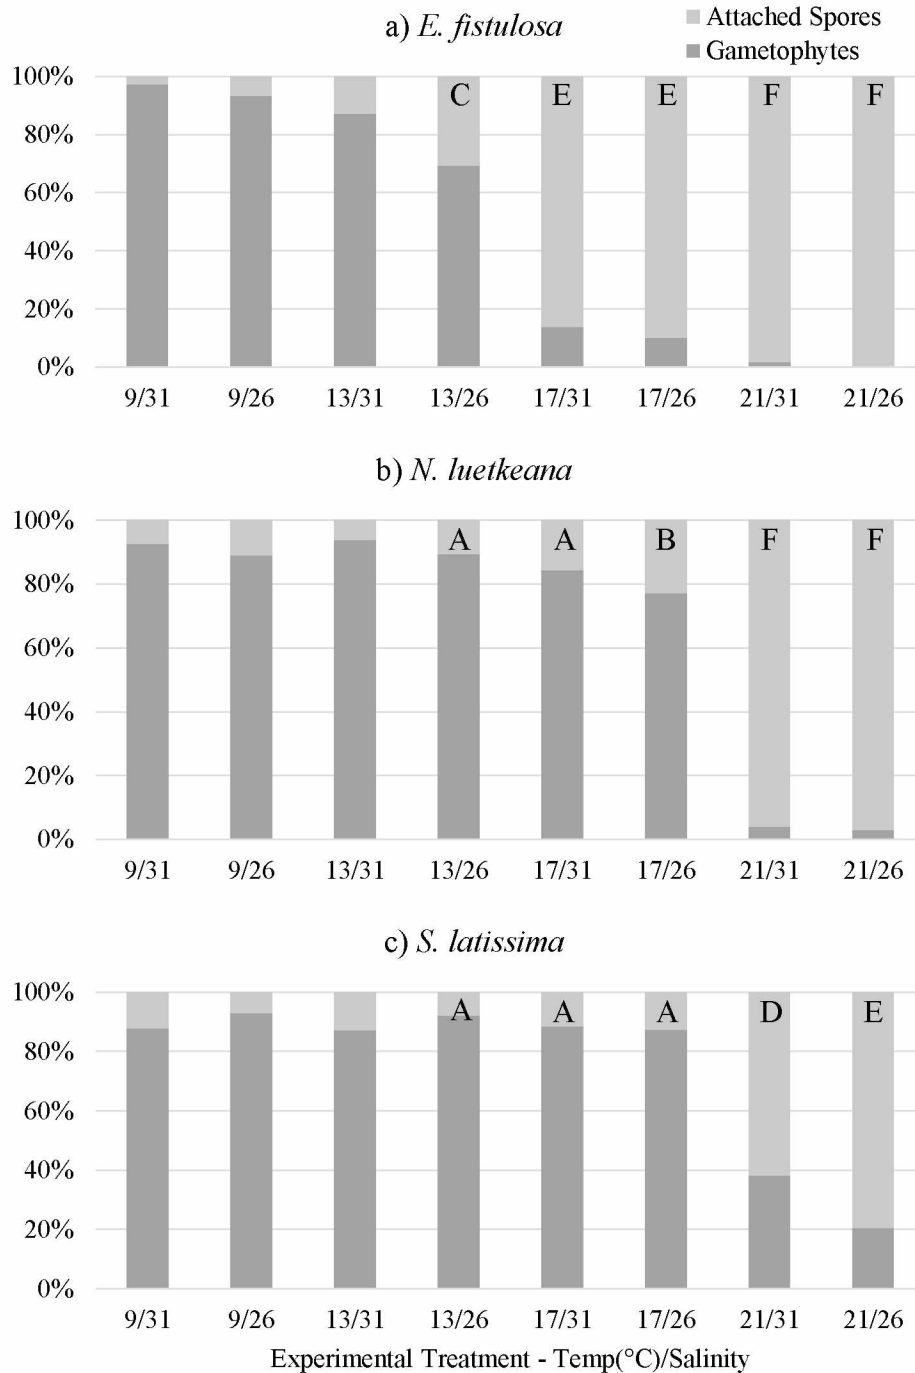 a) E. fistulosa
Attached Spores
Gametophytes
100%
80%
60%
40%
20%
0%
C E E F F
9/31 9/26 13/31 13/26 17/31 17/26 21/31 21/26
b) N. luetkeana
100%
80%
60%
40%
20%
0%
A A B F F
9/31 9/26 13/31 13/26 17/31 17/26 21/31 21/26
c) S. latissima
100%
80%
60%
40%
20%
0%
A A A D E
9/31 9/26 13/31 13/26 17/31 17/26 21/31 21/26
Experimental Treatment - Temp(°C)/Salinity